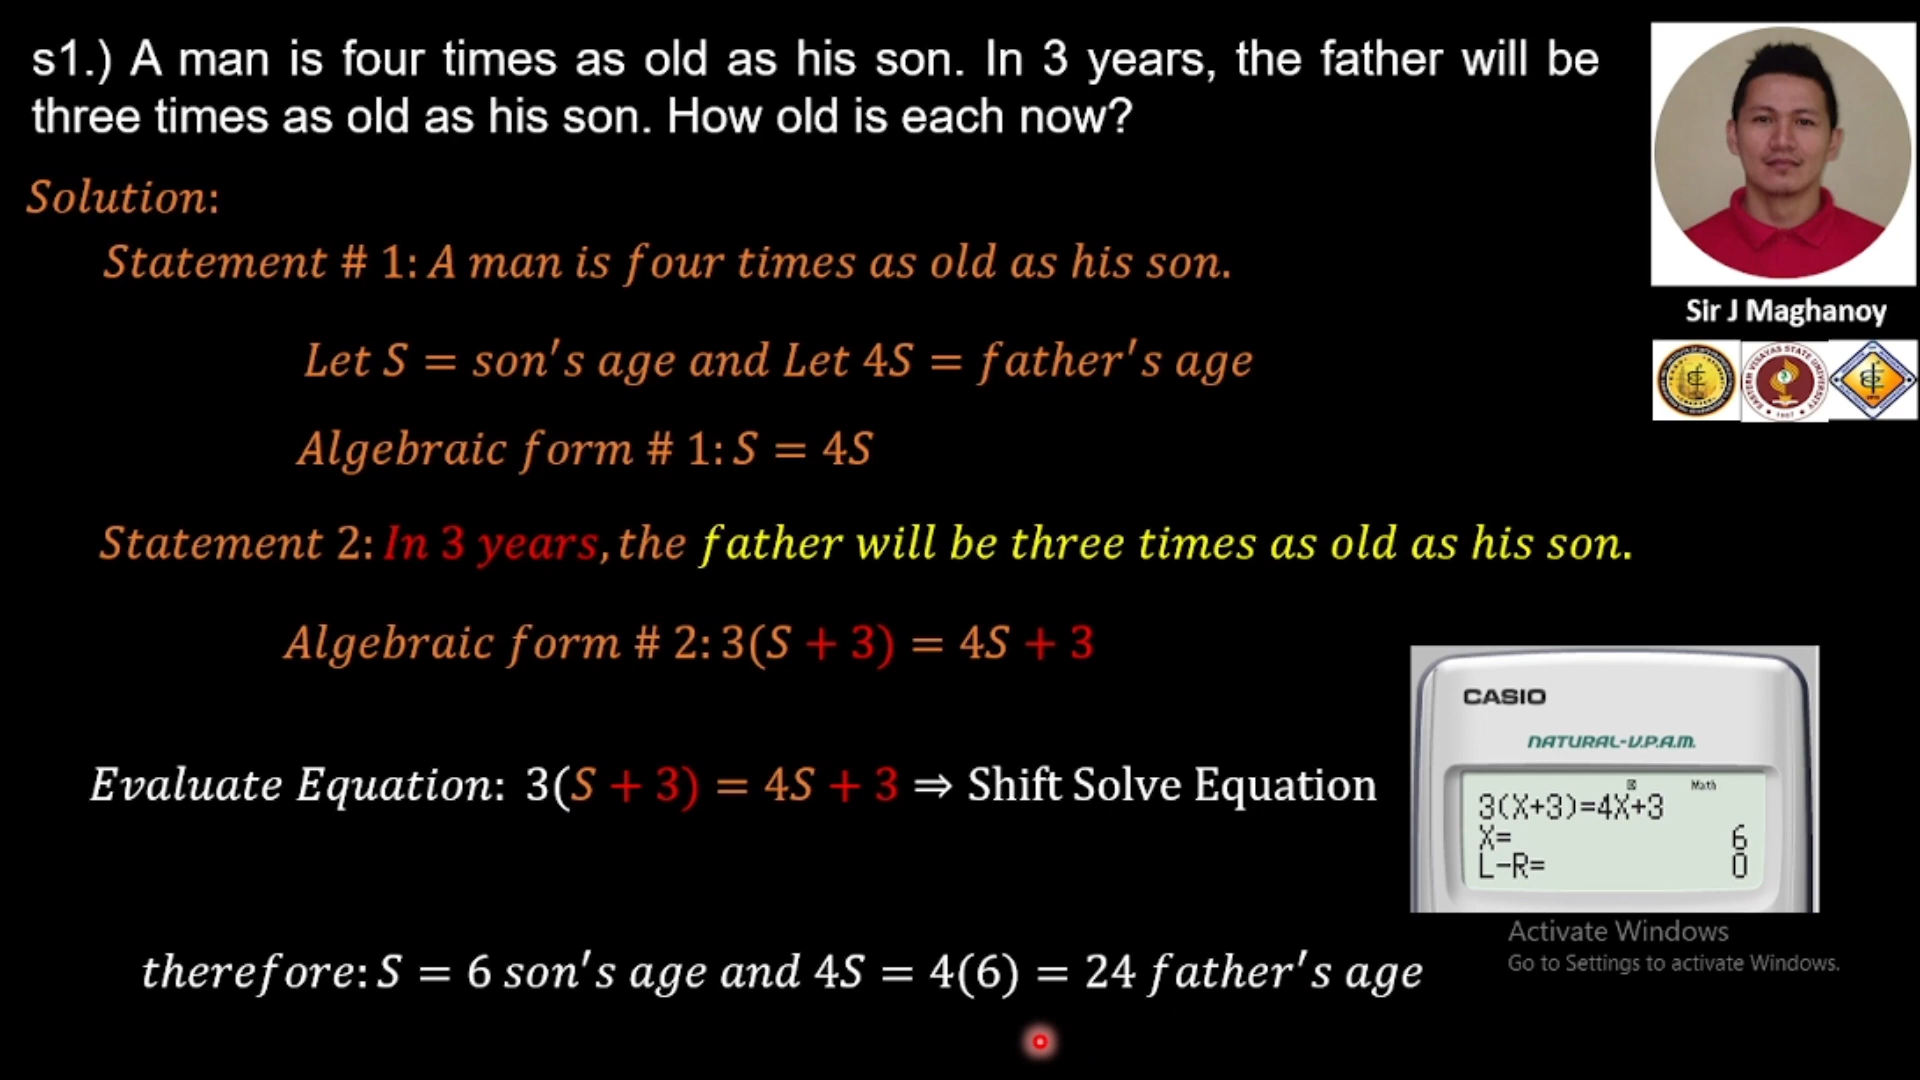 s1.) A man is four times as old as his son. In 3 years, the father will be
three times as old as his son. How old is each now?
Solution:
Statement # 1: A man is four times as old as his son.
Let S = son's age and Let 4S = father's age
Algebraic form # 1: S = 4S
Statement 2: In 3 years, the father will be three times as old as his son.
Algebraic form # 2: 3(S + 3) = 4S + 3
Evaluate Equation: 3(S + 3) = 4S + 3 ⇒ Shift Solve Equation
therefore: S = 6 son's age and 4S = 4(6) = 24 father's age
Sir J Maghanoy
EASTERN VISAYAS STATE UNIVERSITY
1907
CASIO
NATURAL-V.P.A.M.
Math
3(X+3)=4X+3
X= 6
L-R= 0
Activate Windows
Go to Settings to activate Windows.